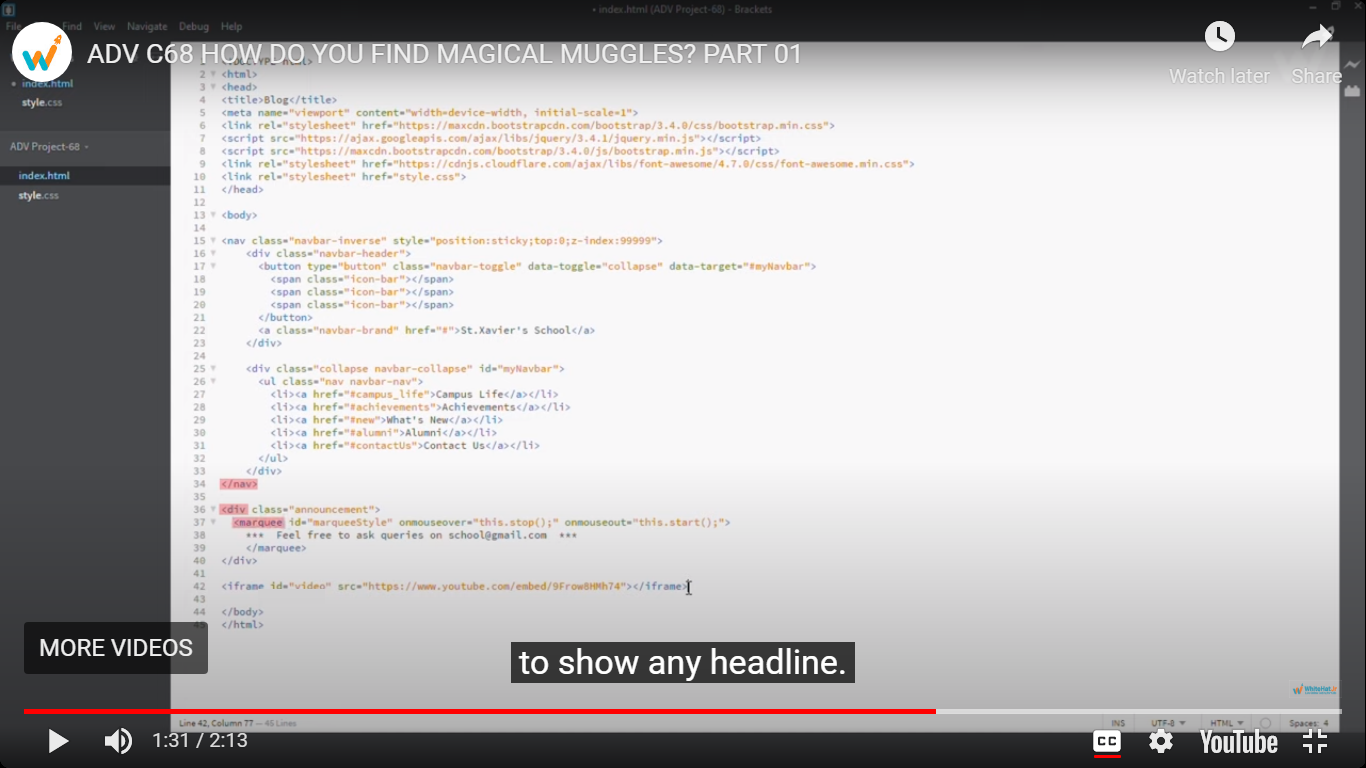 • index.html (ADV Project-68) - Brackets
File Find View Navigate Debug Help
ADV C68 HOW DO YOU FIND MAGICAL MUGGLES? PART 01
Watch later Share
index.html
style.css
ADV Project-68
index.html
style.css
1 <!DOCTYPE html>
2 <html>
3 <head>
4 <title>Blog</title>
5 <meta name="viewport" content="width=device-width, initial-scale=1">
6 <link rel="stylesheet" href="https://maxcdn.bootstrapcdn.com/bootstrap/3.4.0/css/bootstrap.min.css">
7 <script src="https://ajax.googleapis.com/ajax/libs/jquery/3.4.1/jquery.min.js"></script>
8 <script src="https://maxcdn.bootstrapcdn.com/bootstrap/3.4.0/js/bootstrap.min.js"></script>
9 <link rel="stylesheet" href="https://cdnjs.cloudflare.com/ajax/libs/font-awesome/4.7.0/css/font-awesome.min.css">
10 <link rel="stylesheet" href="style.css">
11 </head>
12
13 <body>
14
15 <nav class="navbar-inverse" style="position:sticky;top:0;z-index:99999">
16 <div class="navbar-header">
17 <button type="button" class="navbar-toggle" data-toggle="collapse" data-target="#myNavbar">
18 <span class="icon-bar"></span>
19 <span class="icon-bar"></span>
20 <span class="icon-bar"></span>
21 </button>
22 <a class="navbar-brand" href="#">St.Xavier's School</a>
23 </div>
24
25 <div class="collapse navbar-collapse" id="myNavbar">
26 <ul class="nav navbar-nav">
27 <li><a href="#campus_life">Campus Life</a></li>
28 <li><a href="#achievements">Achievements</a></li>
29 <li><a href="#new">What's New</a></li>
30 <li><a href="#alumni">Alumni</a></li>
31 <li><a href="#contactUs">Contact Us</a></li>
32 </ul>
33 </div>
34 </nav>
35
36 <div class="announcement">
37 <marquee id="marqueeStyle" onmouseover="this.stop();" onmouseout="this.start();">
38 *** Feel free to ask queries on school@gmail.com ***
39 </marquee>
40 </div>
41
42 <iframe id="video" src="https://www.youtube.com/embed/9Frow8HMh74"></iframe>
43
44 </body>
45 </html>
MORE VIDEOS
to show any headline.
WhiteHat Jr
Line 42, Column 77 — 45 Lines
INS UTF-8 HTML Spaces: 4
1:31 / 2:13
CC
YouTube